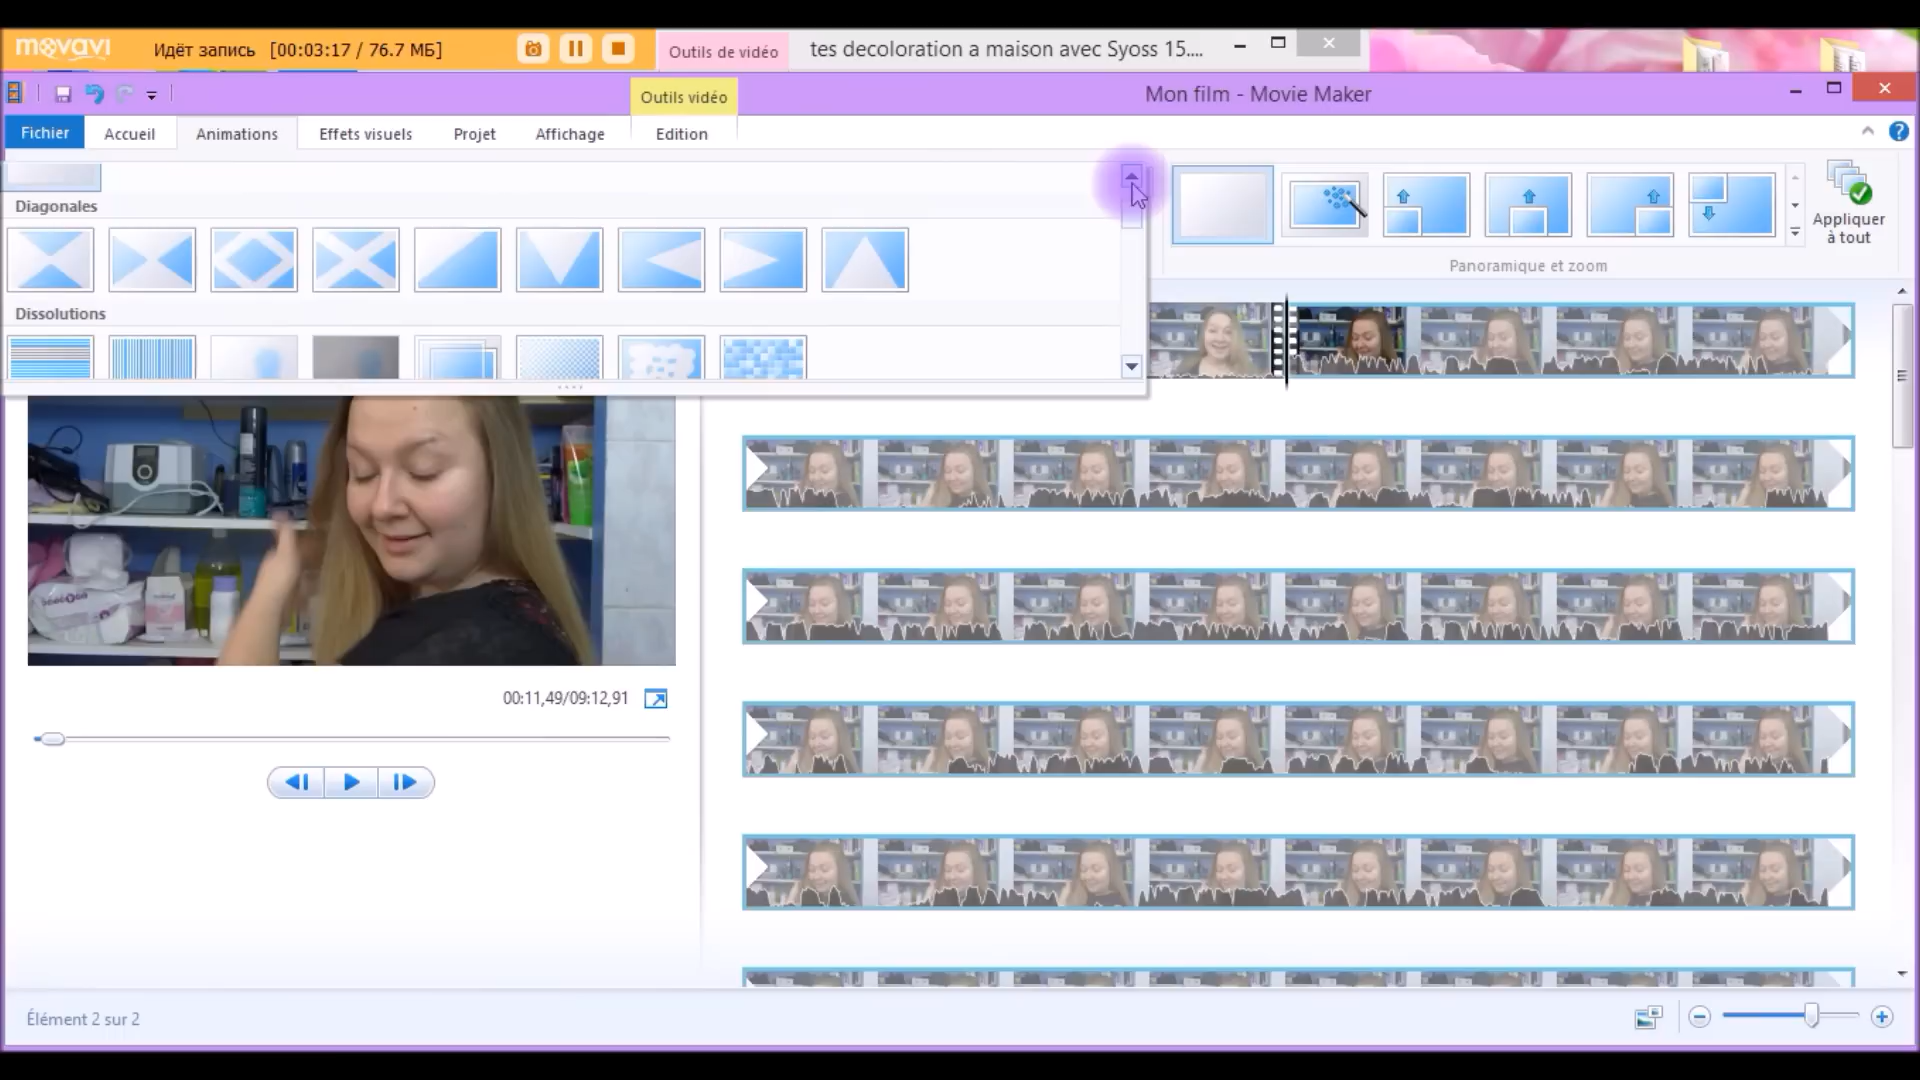 movavi
Идёт запись [00:03:17 / 76.7 МБ]
Outils de vidéo
tes decoloration a maison avec Syoss 15....
Outils vidéo
Mon film - Movie Maker
Fichier
Accueil
Animations
Effets visuels
Projet
Affichage
Edition
Diagonales
Dissolutions
Appliquer
à tout
Panoramique et zoom
00:11,49/09:12,91
Élément 2 sur 2